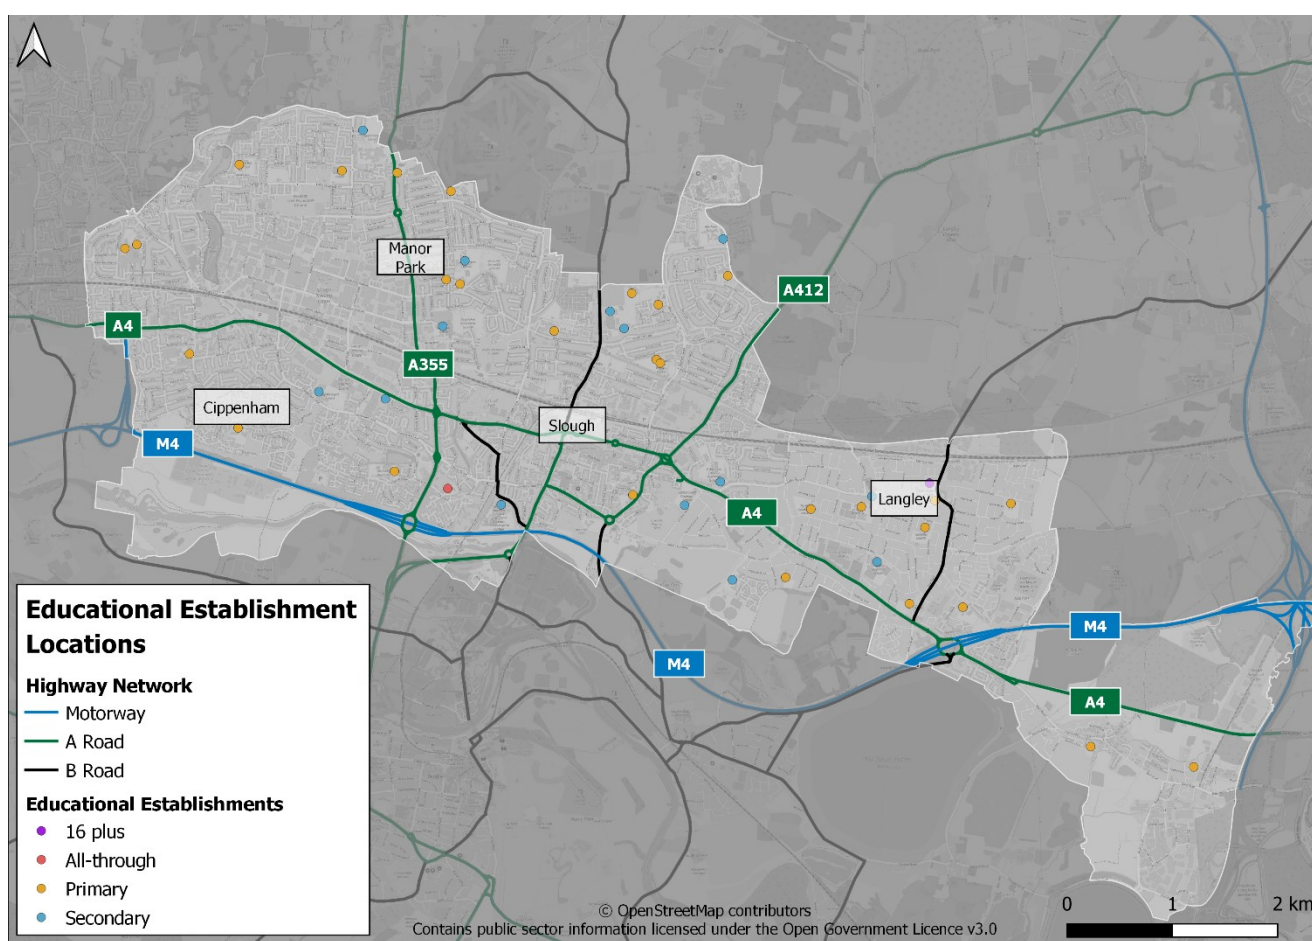 Manor
Park
A412
A4
A355
Cippenham
Slough
M4
Langley
A4
M4
M4
A4
Educational Establishment
Locations
Highway Network
Motorway
A Road
B Road
Educational Establishments
16 plus
All-through
Primary
Secondary
0 1 2 km
© OpenStreetMap contributors
Contains public sector information licensed under the Open Government Licence v3.0